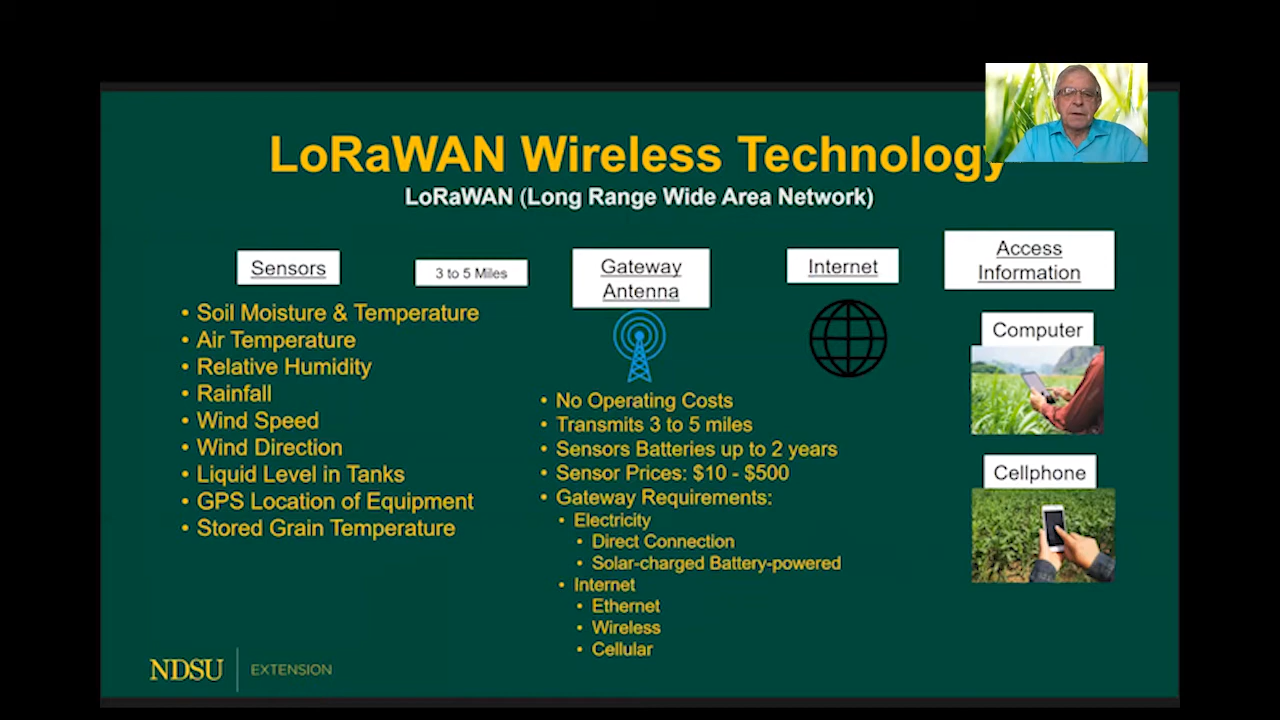 LoRaWAN Wireless Technology
LoRaWAN (Long Range Wide Area Network)
Sensors
3 to 5 Miles
Gateway
Antenna
Internet
Access
Information
• Soil Moisture & Temperature
• Air Temperature
• Relative Humidity
• Rainfall
• Wind Speed
• Wind Direction
• Liquid Level in Tanks
• GPS Location of Equipment
• Stored Grain Temperature
• No Operating Costs
• Transmits 3 to 5 miles
• Sensors Batteries up to 2 years
• Sensor Prices: $10 - $500
• Gateway Requirements:
• Electricity
• Direct Connection
• Solar-charged Battery-powered
• Internet
• Ethernet
• Wireless
• Cellular
Computer
Cellphone
NDSU EXTENSION